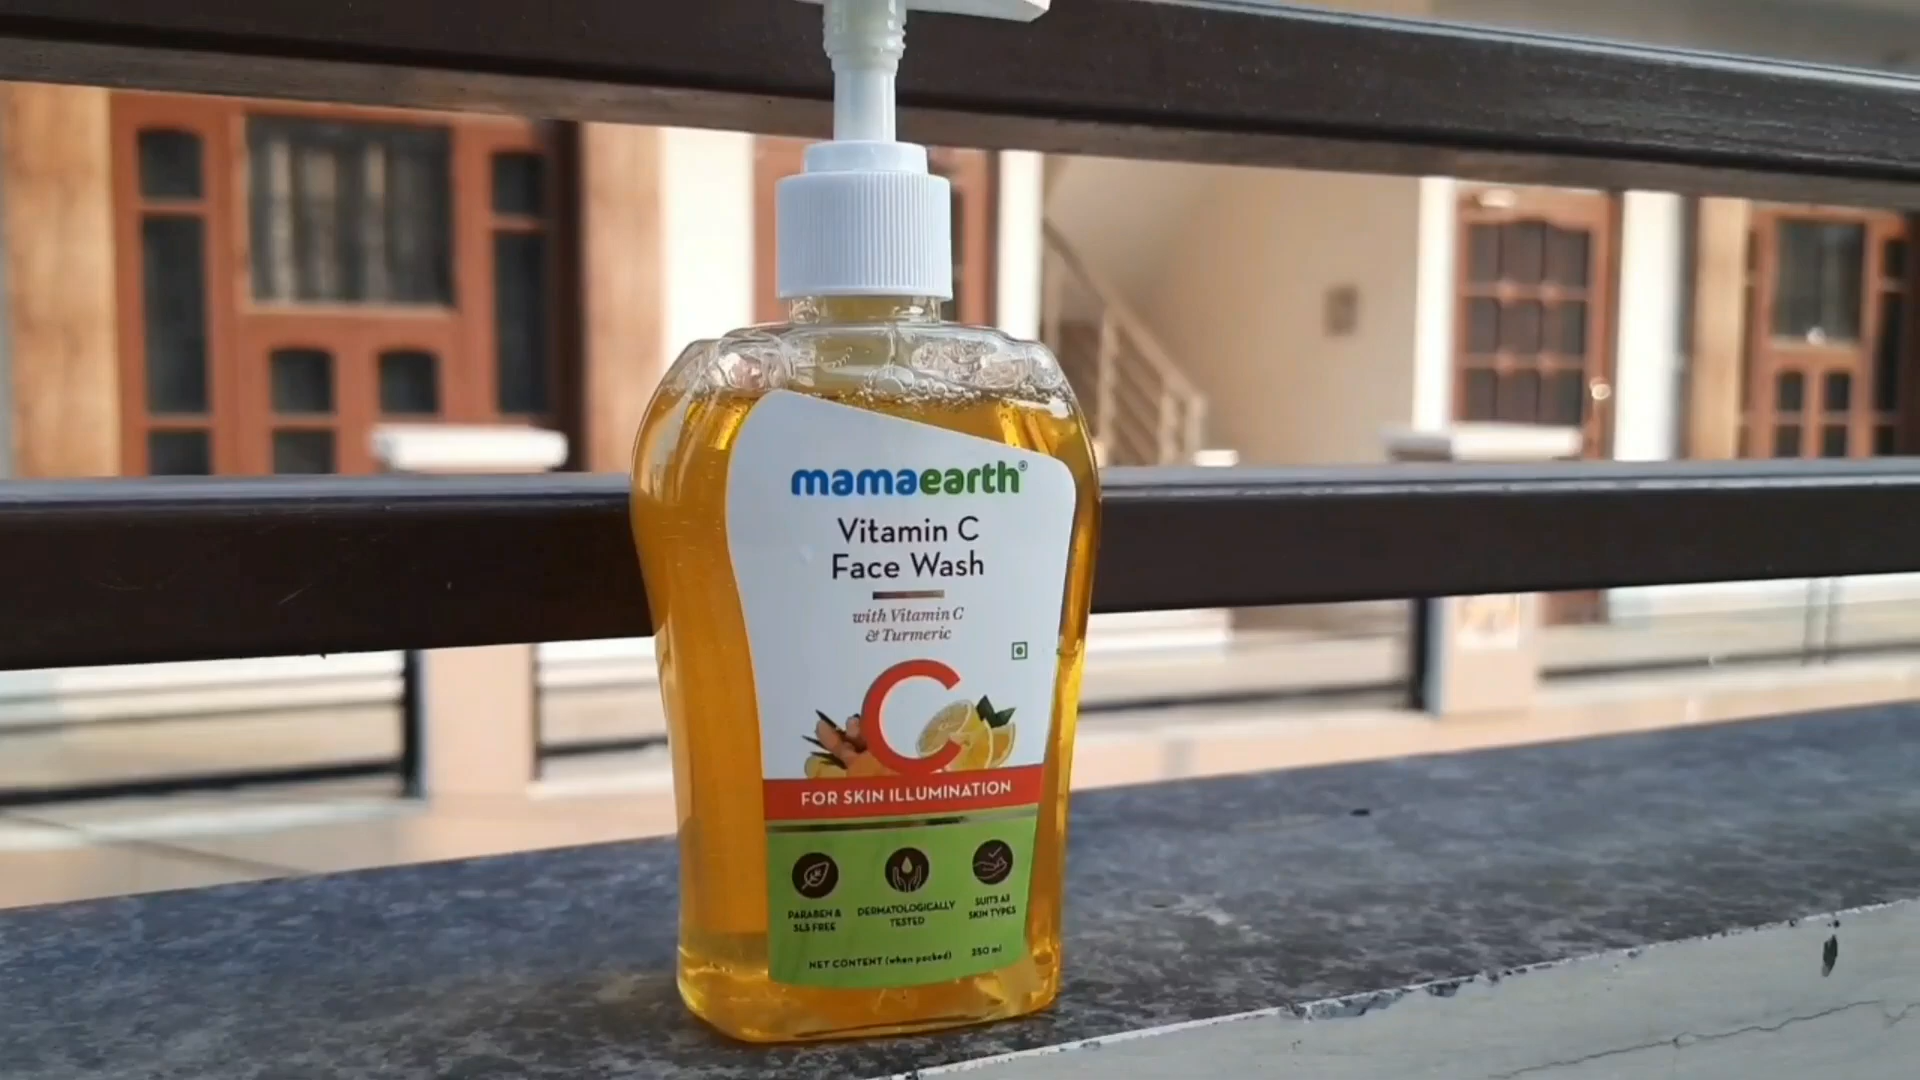 mamaearth®
Vitamin C
Face Wash
with Vitamin C
& Turmeric
C
FOR SKIN ILLUMINATION
PARABEN &
SLS FREE
DERMATOLOGICALLY
TESTED
SUITS All
SKIN TYPES
NET CONTENT (when packed) 250 ml